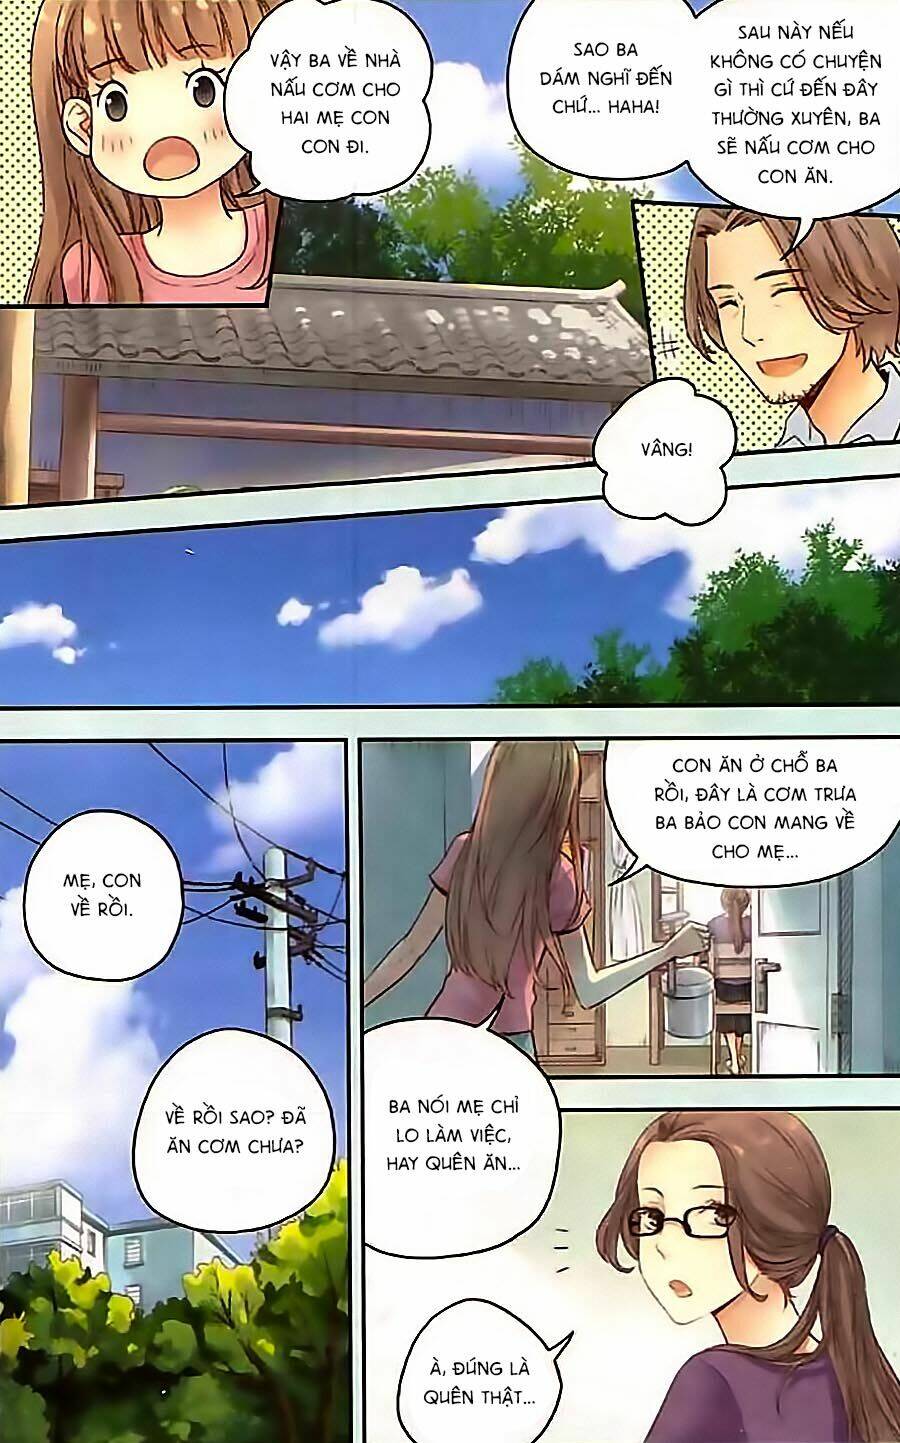 VẬY BA VỀ NHÀ
NẤU CƠM CHO
HAI MẸ CON
CON ĐI.
SAO BA
DÁM NGHĨ ĐẾN
CHỨ... HAHA!
SAU NÀY NẾU
KHÔNG CÓ CHUYỆN
GÌ THÌ CỨ ĐẾN ĐÂY
THƯỜNG XUYÊN, BA
SẼ NẤU CƠM CHO
CON ĂN.
VÂNG!
MẸ, CON
VỀ RỒI.
VỀ RỒI SAO? ĐÃ
ĂN CƠM CHƯA?
CON ĂN Ở CHỖ BA
RỒI, ĐÂY LÀ CƠM TRƯA
BA BẢO CON MANG VỀ
CHO MẸ...
BA NÓI MẸ CHỈ
LO LÀM VIỆC,
HAY QUÊN ĂN...
À, ĐÚNG LÀ
QUÊN THẬT...